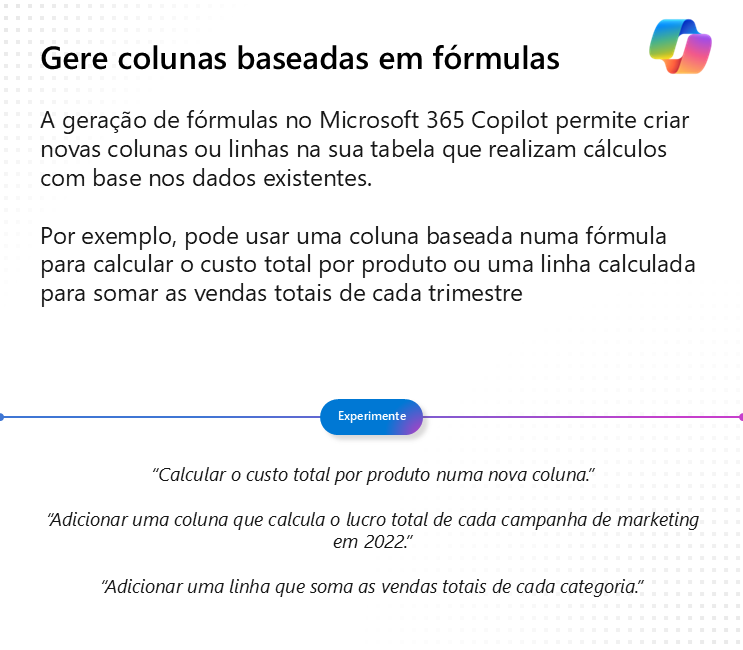 Gere colunas baseadas em fórmulas
A geração de fórmulas no Microsoft 365 Copilot permite criar
novas colunas ou linhas na sua tabela que realizam cálculos
com base nos dados existentes.
Por exemplo, pode usar uma coluna baseada numa fórmula
para calcular o custo total por produto ou uma linha calculada
para somar as vendas totais de cada trimestre
Experimente
“Calcular o custo total por produto numa nova coluna.”
“Adicionar uma coluna que calcula o lucro total de cada campanha de marketing
em 2022.”
“Adicionar uma linha que soma as vendas totais de cada categoria.”